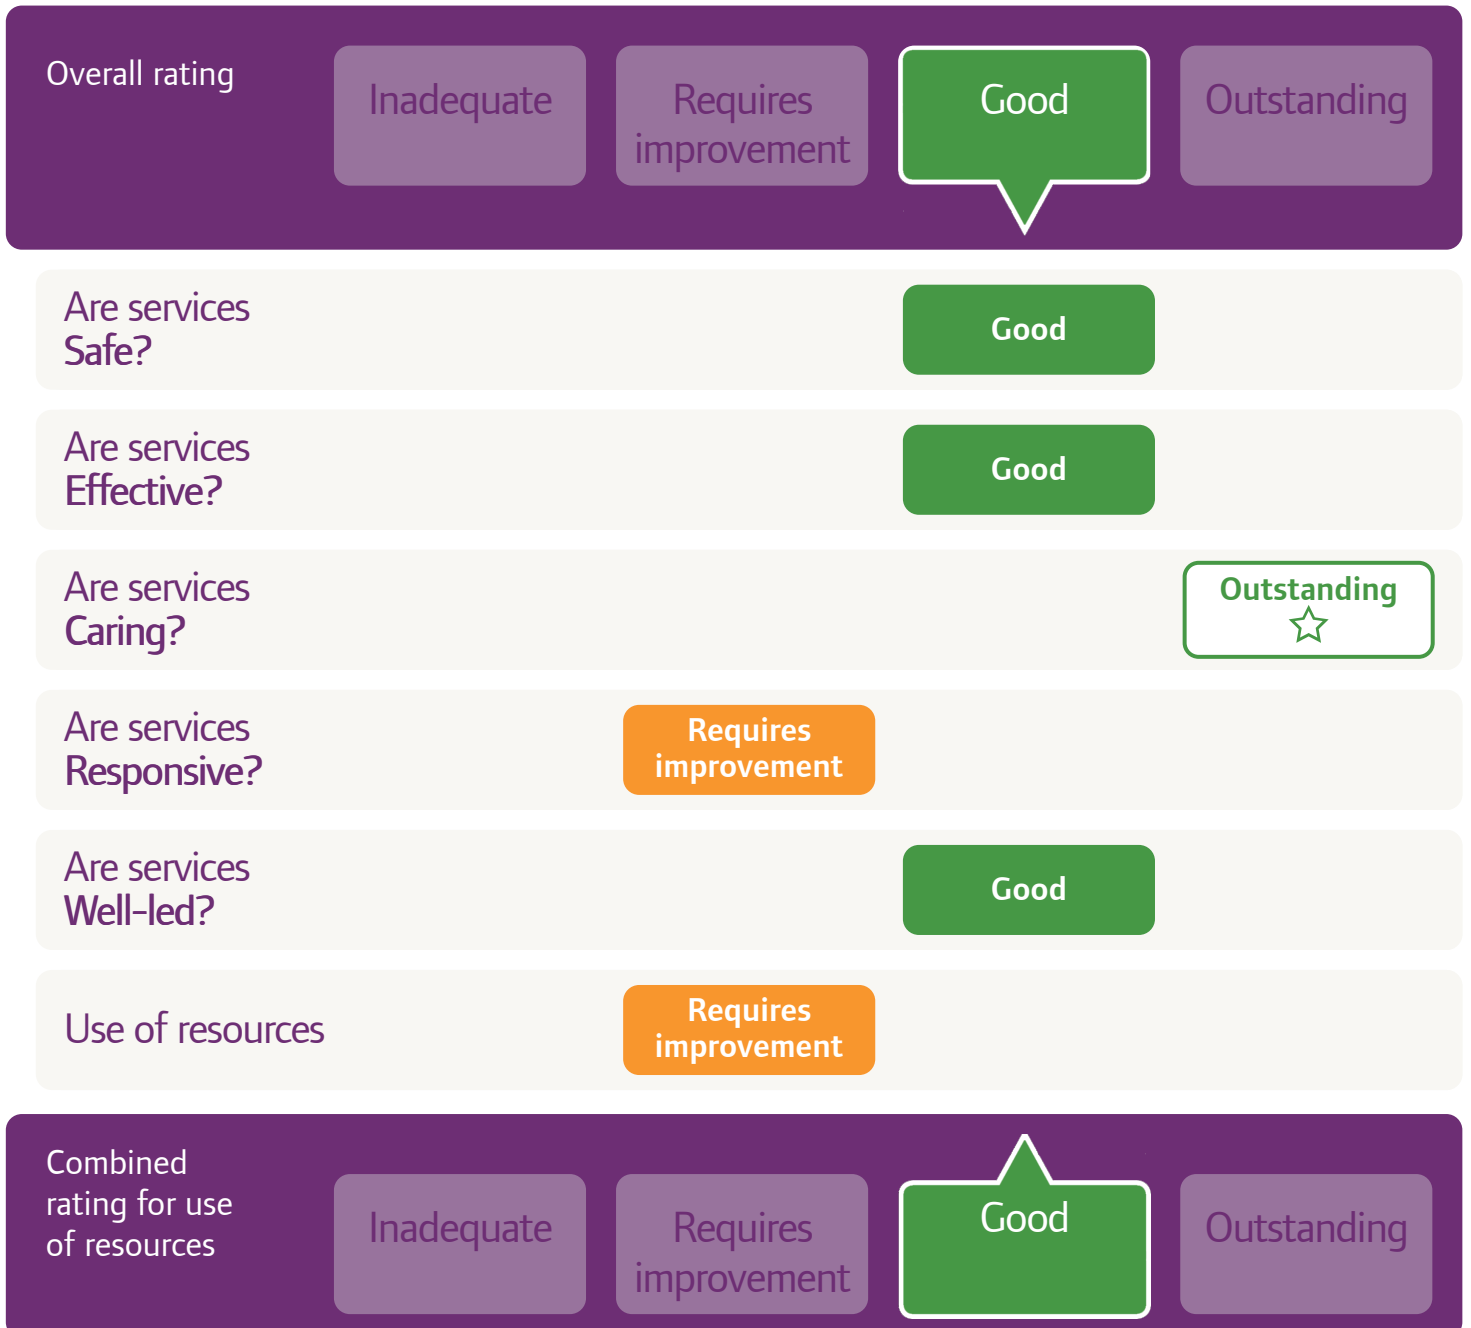 Overall rating
Inadequate
Requires
improvement
Good
Outstanding
Are services
Safe?
Good
Are services
Effective?
Good
Are services
Caring?
Outstanding
Are services
Responsive?
Requires
improvement
Are services
Well-led?
Good
Use of resources
Requires
improvement
Combined
rating for use
of resources
Inadequate
Requires
improvement
Good
Outstanding